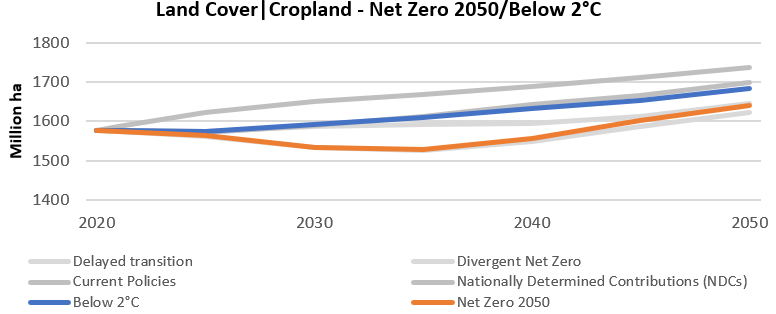 Land Cover|Cropland - Net Zero 2050/Below 2°C
Million ha
1800
1700
1600
1500
1400
2020 2030 2040 2050
Delayed transition Divergent Net Zero
Current Policies Nationally Determined Contributions (NDCs)
Below 2°C Net Zero 2050